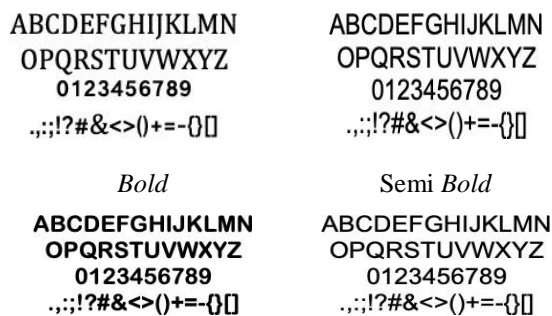 ABCDEFGHIJKLMN
OPQRSTUVWXYZ
0123456789
.,:;!?#&<>()+=-{}[]
Bold
ABCDEFGHIJKLMN
OPQRSTUVWXYZ
0123456789
.,:;!?#&<>()+=-{}[]
Semi Bold
ABCDEFGHIJKLMN
OPQRSTUVWXYZ
0123456789
.,:;!?#&<>()+=-{}[]
ABCDEFGHIJKLMN
OPQRSTUVWXYZ
0123456789
.,:;!?#&<>()+=-{}[]